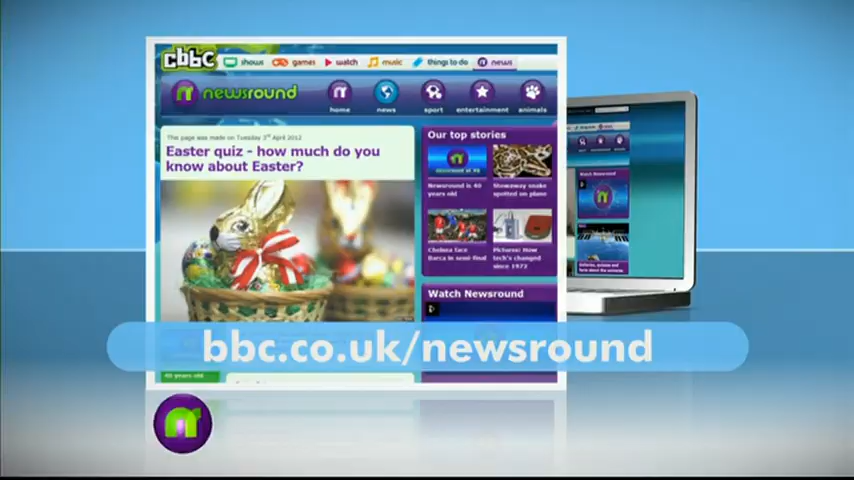 cbbc shows games watch music things to do news
newsround
home news sport entertainment animals
This page was made on Tuesday 3rd April 2012
Easter quiz - how much do you
know about Easter?
Our top stories
Newsround is 40
years old
Stowaway snake
spotted on plane
Chelsea face
Barca in semi-final
Pictures: How
tech's changed
since 1972
Watch Newsround
bbc.co.uk/newsround
40 years old
Watch Newsround